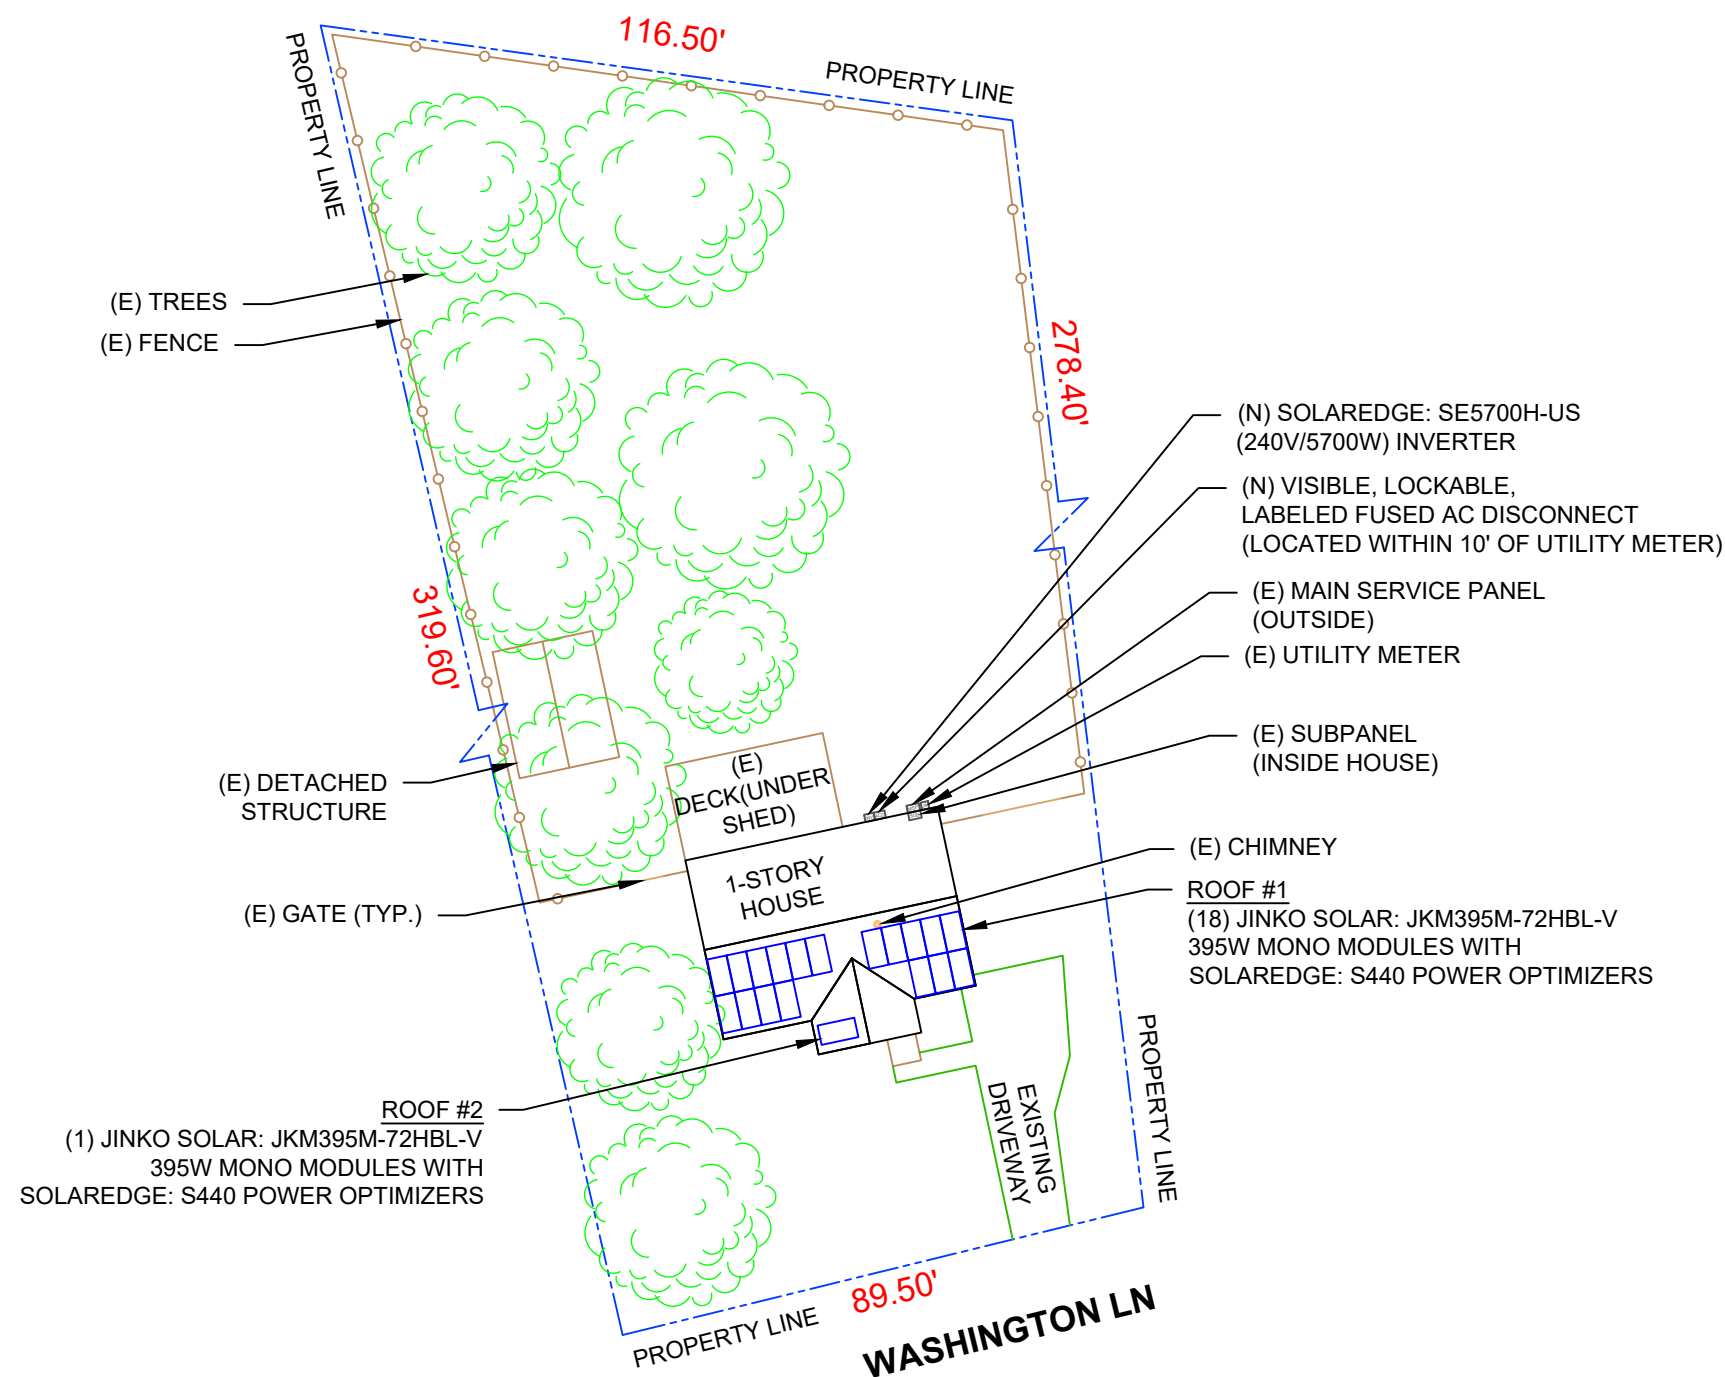 116.50'
PROPERTY LINE
PROPERTY LINE
(E) TREES
(E) FENCE
278.40'
(N) SOLAREDGE: SE5700H-US
(240V/5700W) INVERTER
(N) VISIBLE, LOCKABLE,
LABELED FUSED AC DISCONNECT
(LOCATED WITHIN 10' OF UTILITY METER)
(E) MAIN SERVICE PANEL
(OUTSIDE)
(E) UTILITY METER
319.60'
(E) SUBPANEL
(INSIDE HOUSE)
(E) DETACHED
STRUCTURE
(E)
DECK(UNDER
SHED)
(E) CHIMNEY
1-STORY
HOUSE
(E) GATE (TYP.)
ROOF #1
(18) JINKO SOLAR: JKM395M-72HBL-V
395W MONO MODULES WITH
SOLAREDGE: S440 POWER OPTIMIZERS
ROOF #2
(1) JINKO SOLAR: JKM395M-72HBL-V
395W MONO MODULES WITH
SOLAREDGE: S440 POWER OPTIMIZERS
EXISTING
DRIVEWAY
PROPERTY LINE
PROPERTY LINE
89.50'
WASHINGTON LN